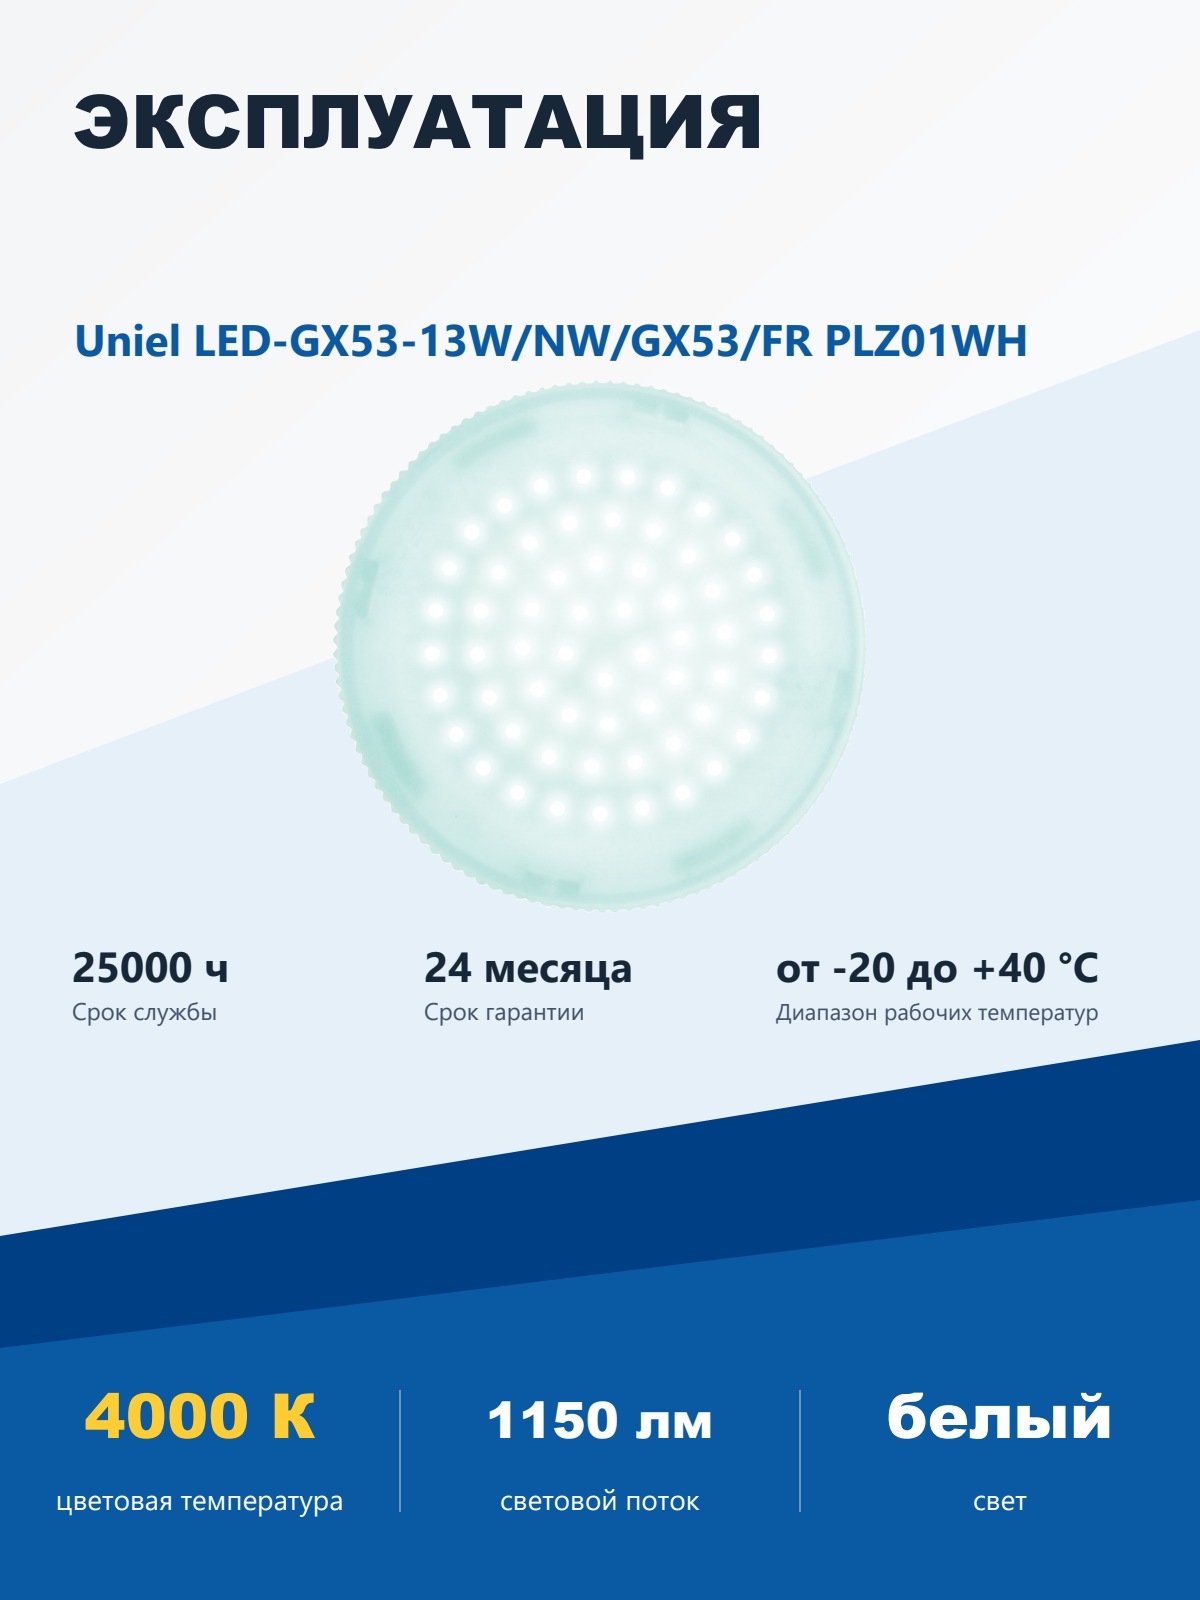 ЭКСПЛУАТАЦИЯ
Uniel LED-GX53-13W/NW/GX53/FR PLZ01WH
25000 ч
Срок службы
24 месяца
Срок гарантии
от -20 до +40 °C
Диапазон рабочих температур
4000 К
цветовая температура
1150 лм
световой поток
белый
свет